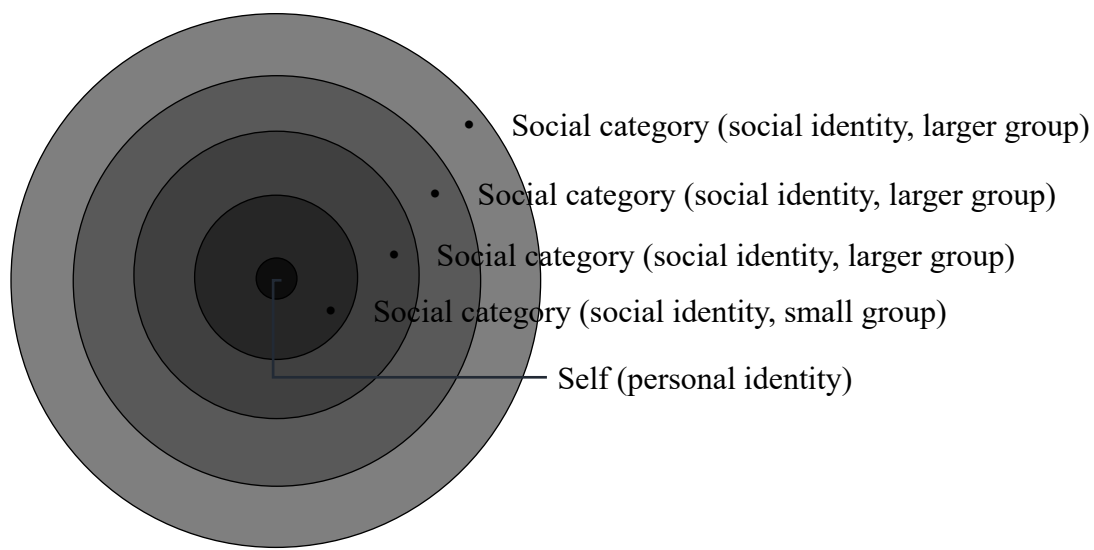 Social category (social identity, larger group)
Social category (social identity, larger group)
Social category (social identity, larger group)
Social category (social identity, small group)
Self (personal identity)